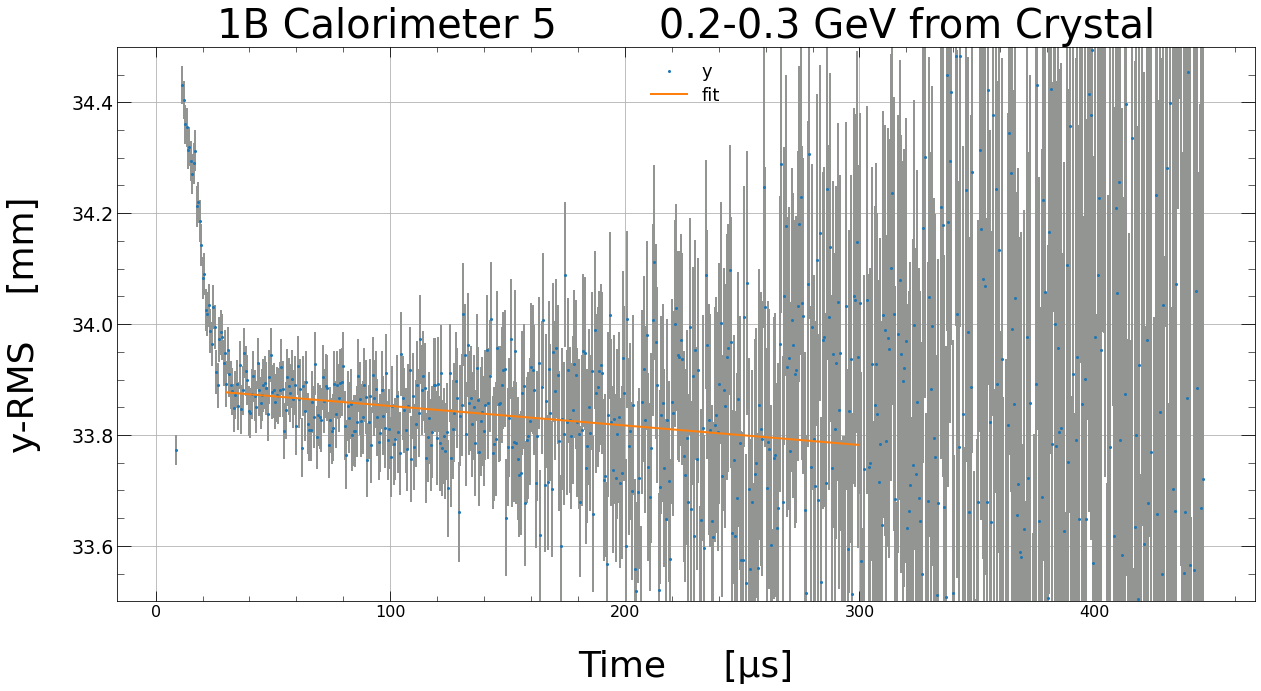 1B Calorimeter 5 0.2-0.3 GeV from Crystal
y
fit
34.4
34.2
34.0
33.8
33.6
y-RMS [mm]
0 100 200 300 400
Time [µs]